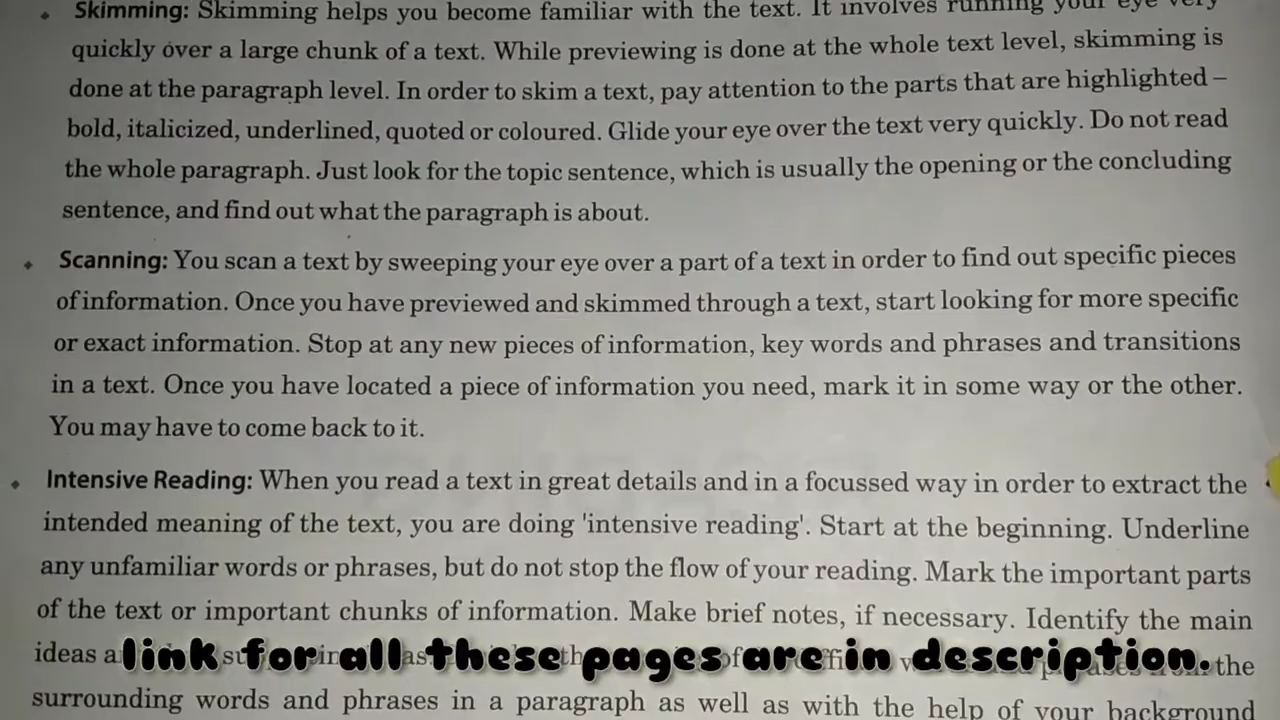 Skimming: Skimming helps you become familiar with the text. It involves running your eye very
quickly over a large chunk of a text. While previewing is done at the whole text level, skimming is
done at the paragraph level. In order to skim a text, pay attention to the parts that are highlighted –
bold, italicized, underlined, quoted or coloured. Glide your eye over the text very quickly. Do not read
the whole paragraph. Just look for the topic sentence, which is usually the opening or the concluding
sentence, and find out what the paragraph is about.
Scanning: You scan a text by sweeping your eye over a part of a text in order to find out specific pieces
of information. Once you have previewed and skimmed through a text, start looking for more specific
or exact information. Stop at any new pieces of information, key words and phrases and transitions
in a text. Once you have located a piece of information you need, mark it in some way or the other.
You may have to come back to it.
Intensive Reading: When you read a text in great details and in a focussed way in order to extract the
intended meaning of the text, you are doing 'intensive reading'. Start at the beginning. Underline
any unfamiliar words or phrases, but do not stop the flow of your reading. Mark the important parts
of the text or important chunks of information. Make brief notes, if necessary. Identify the main
ideas the
link for all these pages are in description.
surrounding words and phrases in a paragraph as well as with the help of your background